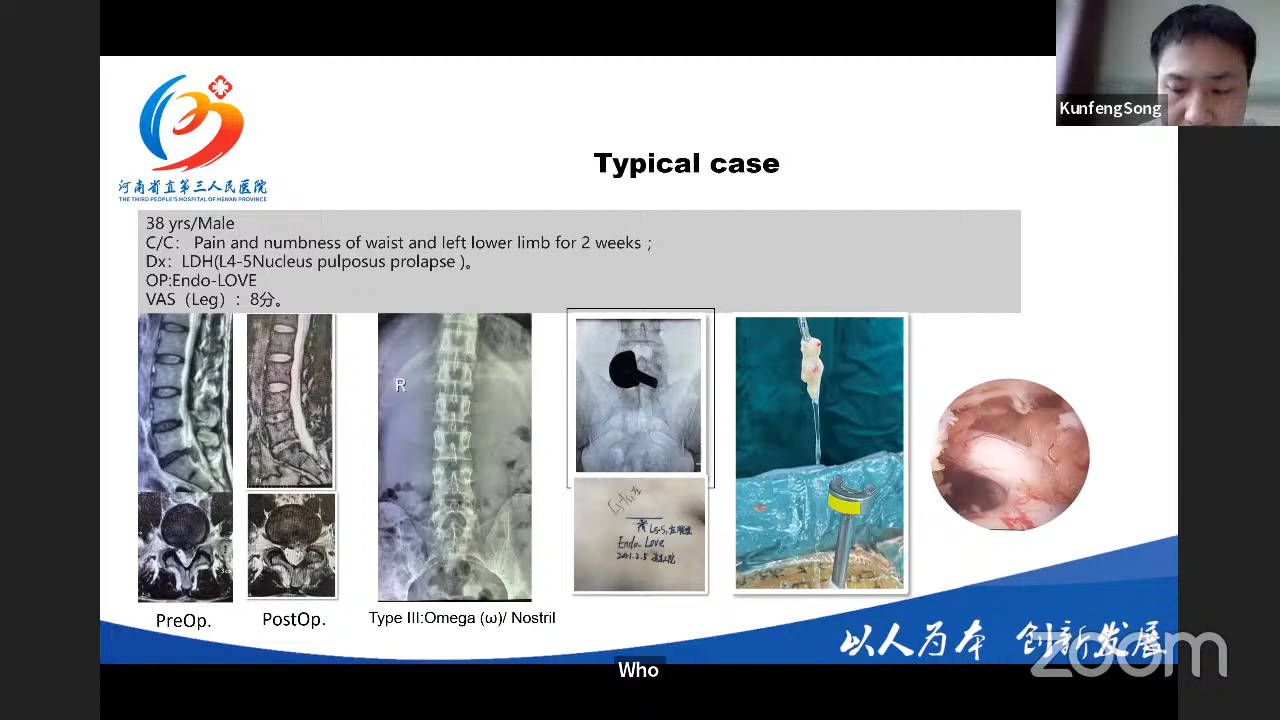 KunfengSong
河南省直第三人民医院
THE THIRD PEOPLE'S HOSPITAL OF HENAN PROVINCE
Typical case
38 yrs/Male
C/C： Pain and numbness of waist and left lower limb for 2 weeks；
Dx：LDH(L4-5Nucleus pulposus prolapse )。
OP:Endo-LOVE
VAS（Leg）：8分。
R
Endo-Love
PreOp.
PostOp.
Type III:Omega (ω)/ Nostril
以人为本 创新发展
zoom
Who